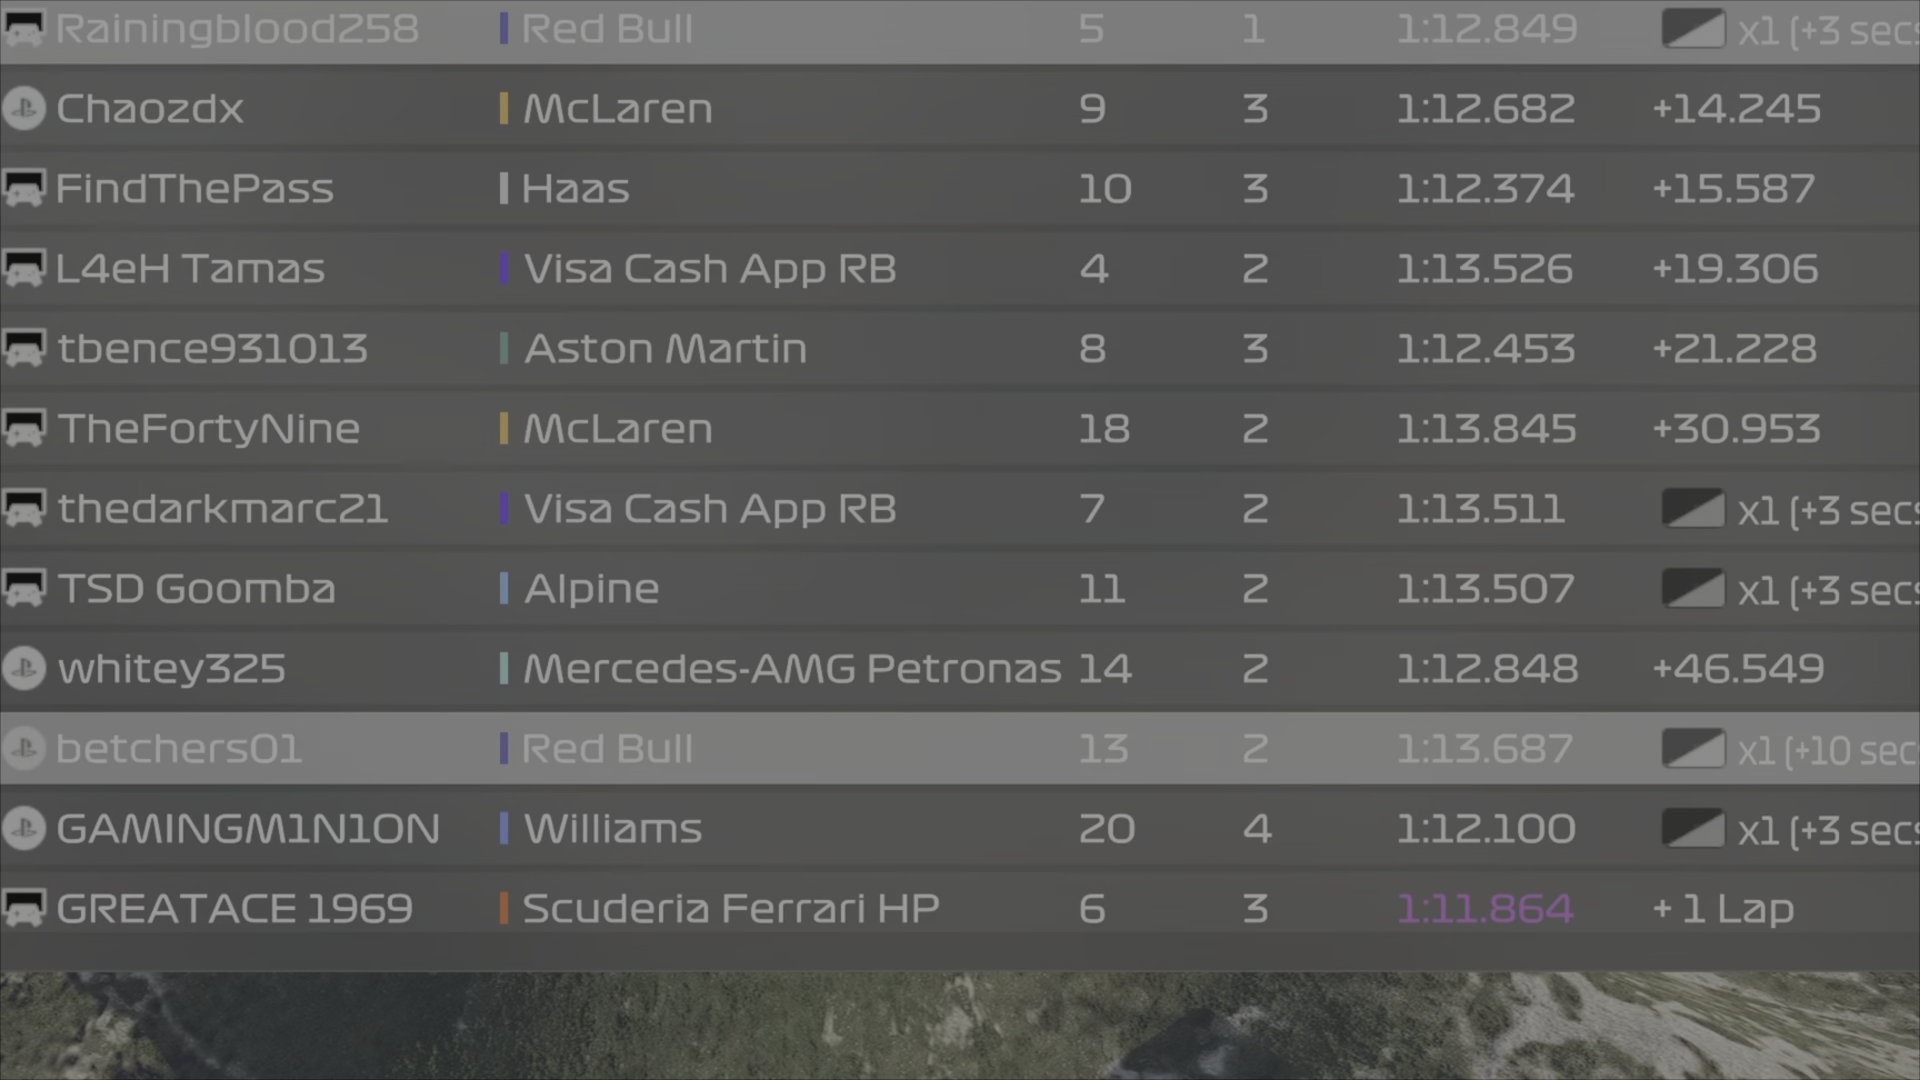 Rainingblood258 Red Bull 5 1 1:12.849 x1 (+3 secs
Chaozdx McLaren 9 3 1:12.682 +14.245
FindThePass Haas 10 3 1:12.374 +15.587
L4eH Tamas Visa Cash App RB 4 2 1:13.526 +19.306
tbence931013 Aston Martin 8 3 1:12.453 +21.228
TheFortyNine McLaren 18 2 1:13.845 +30.953
thedarkmarc21 Visa Cash App RB 7 2 1:13.511 x1 (+3 secs
TSD Goomba Alpine 11 2 1:13.507 x1 (+3 secs
whitey325 Mercedes-AMG Petronas 14 2 1:12.848 +46.549
betchers01 Red Bull 13 2 1:13.687 x1 (+10 sec
GAMINGM1N1ON Williams 20 4 1:12.100 x1 (+3 secs
GREATACE 1969 Scuderia Ferrari HP 6 3 1:11.864 + 1 Lap